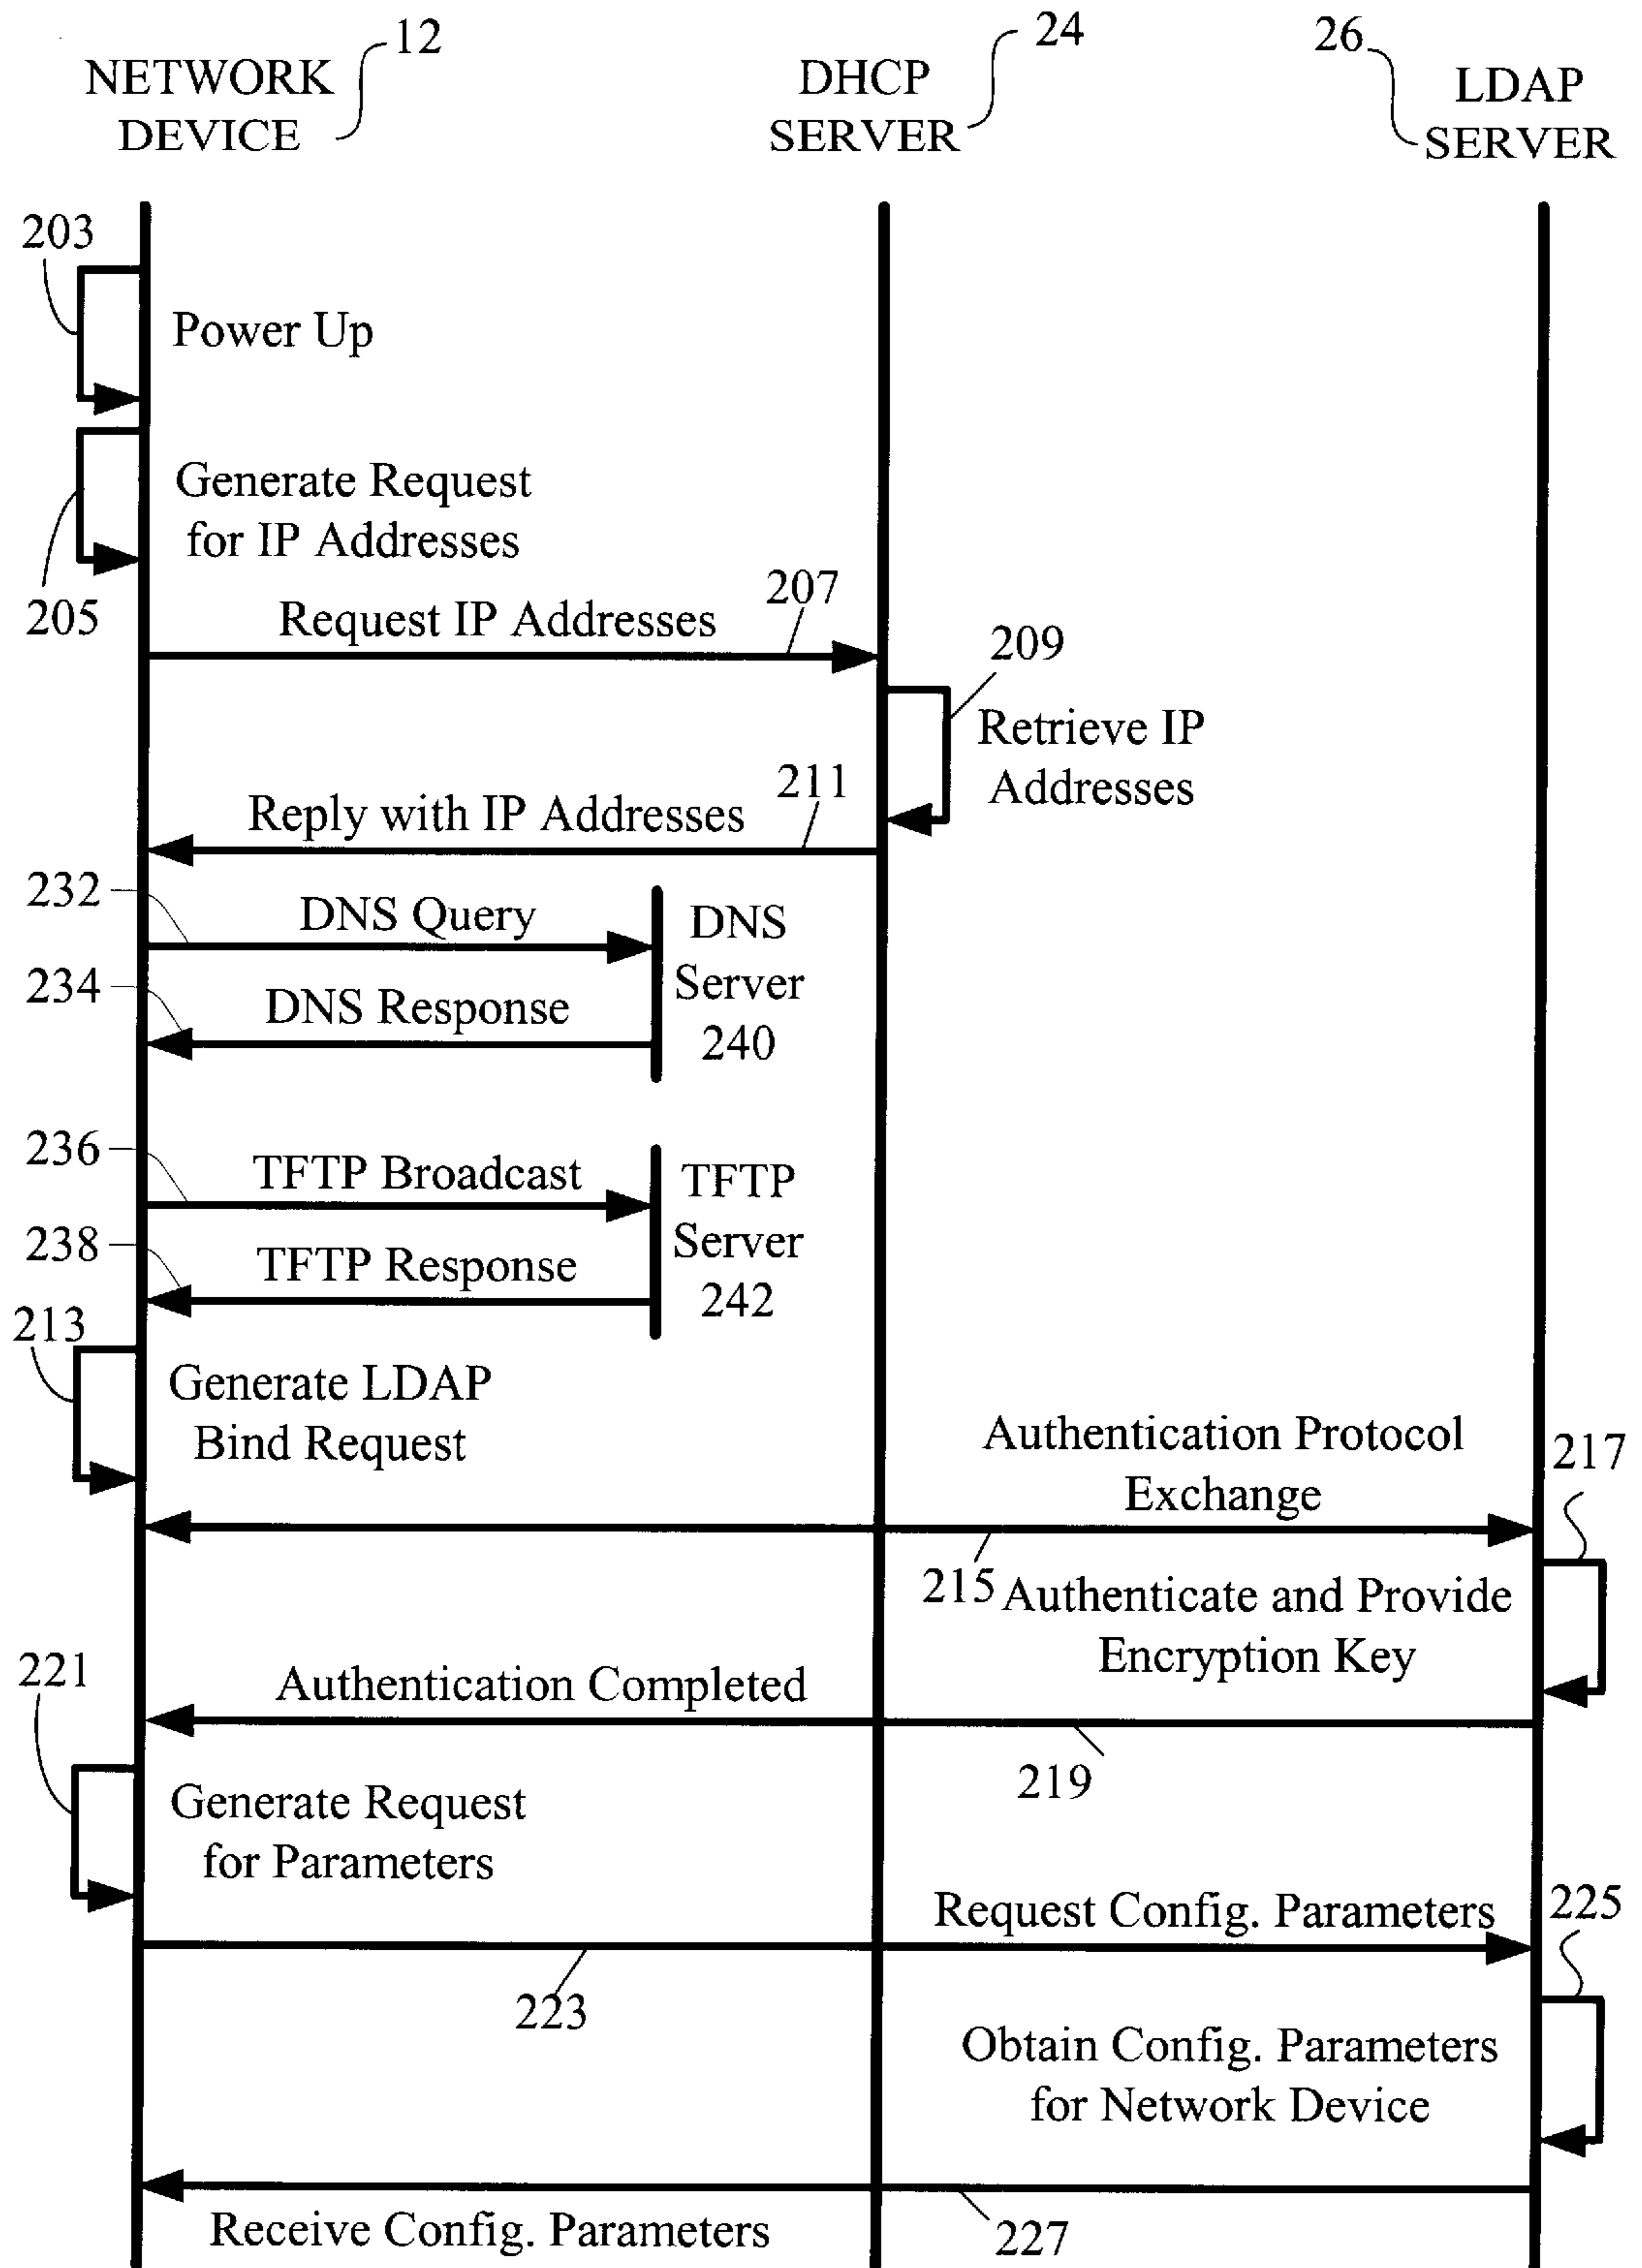 12
24
26
NETWORK
DEVICE
DHCP
SERVER
LDAP
SERVER
203
Power Up
Generate Request
for IP Addresses
205
Request IP Addresses
207
209
Retrieve IP
Addresses
211
Reply with IP Addresses
232
DNS Query
DNS
Server
240
234
DNS Response
236
TFTP Broadcast
TFTP
Server
242
238
TFTP Response
213
Generate LDAP
Bind Request
Authentication Protocol
Exchange
217
215
Authenticate and Provide
Encryption Key
221
Authentication Completed
219
Generate Request
for Parameters
Request Config. Parameters
225
223
Obtain Config. Parameters
for Network Device
Receive Config. Parameters
227